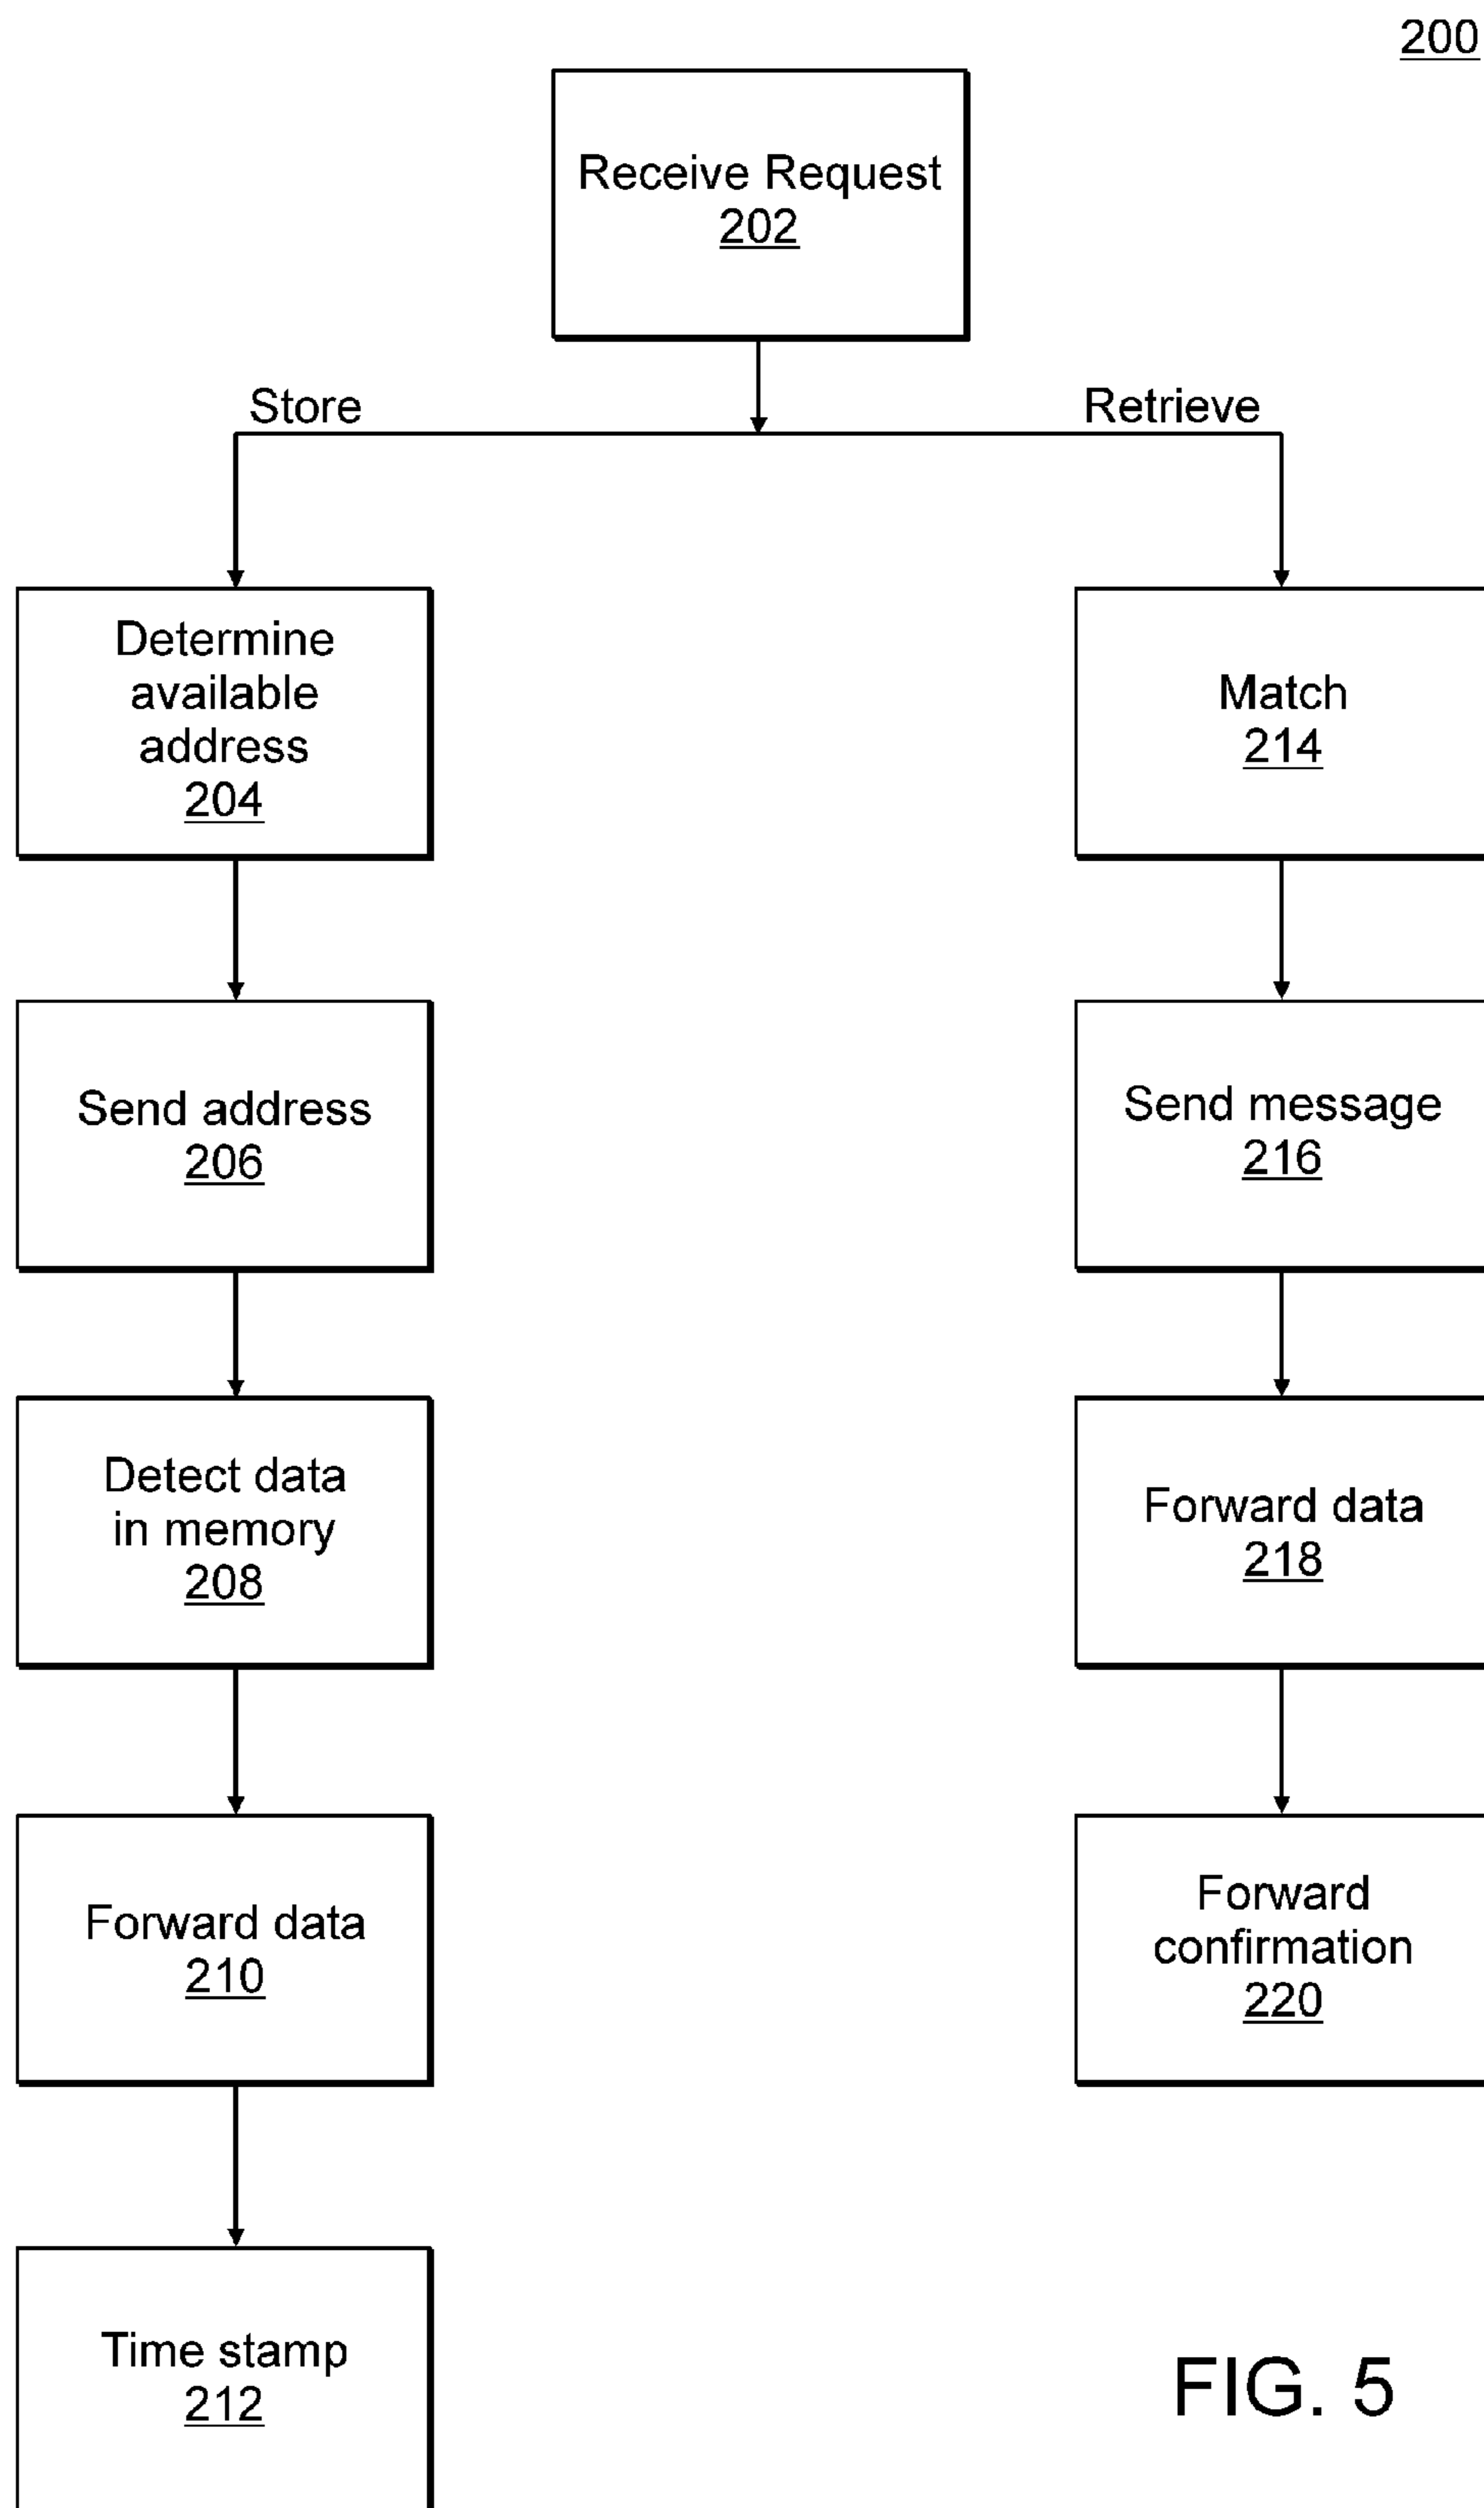 200
Receive Request
202
Store
Retrieve
Determine
available
address
204
Match
214
Send address
206
Send message
216
Detect data
in memory
208
Forward data
218
Forward data
210
Forward
confirmation
220
Time stamp
212
FIG. 5